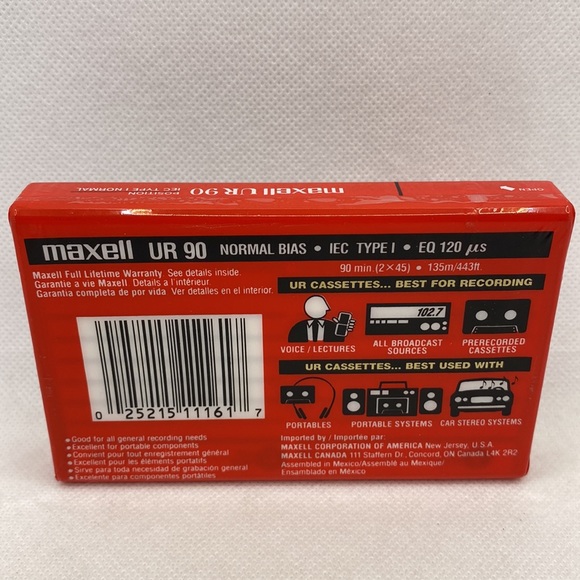 OPEN
maxell UR 90
POSITION
IEC TYPE I NORMAL
maxell UR 90 NORMAL BIAS • IEC TYPE I • EQ 120 µs
90 min. (2×45) • 135m/443ft.
Maxell Full Lifetime Warranty See details inside.
Garantie a vie Maxell Details a l'intérieur
Garantia completa de por vida Ver detalles en el interior.
UR CASSETTES... BEST FOR RECORDING
102.7
VOICE / LECTURES
ALL BROADCAST SOURCES
PRERECORDED CASSETTES
UR CASSETTES... BEST USED WITH
PORTABLES
PORTABLE SYSTEMS
CAR STEREO SYSTEMS
0 25215 11161 7
• Good for all general recording needs
• Excellent for portable components
• Convient pour tout enregistrement général
• Excellent pour les éléments portatifs
• Sirve para toda necesidad de grabación general
• Excelente para componentes portátiles
Imported by / Importée par:
MAXELL CORPORATION OF AMERICA New Jersey, U.S.A.
MAXELL CANADA 111 Staffern Dr. Concord, ON Canada L4K 2R2
Assembled in Mexico/Assemblé au Mexique/
Ensamblado en México